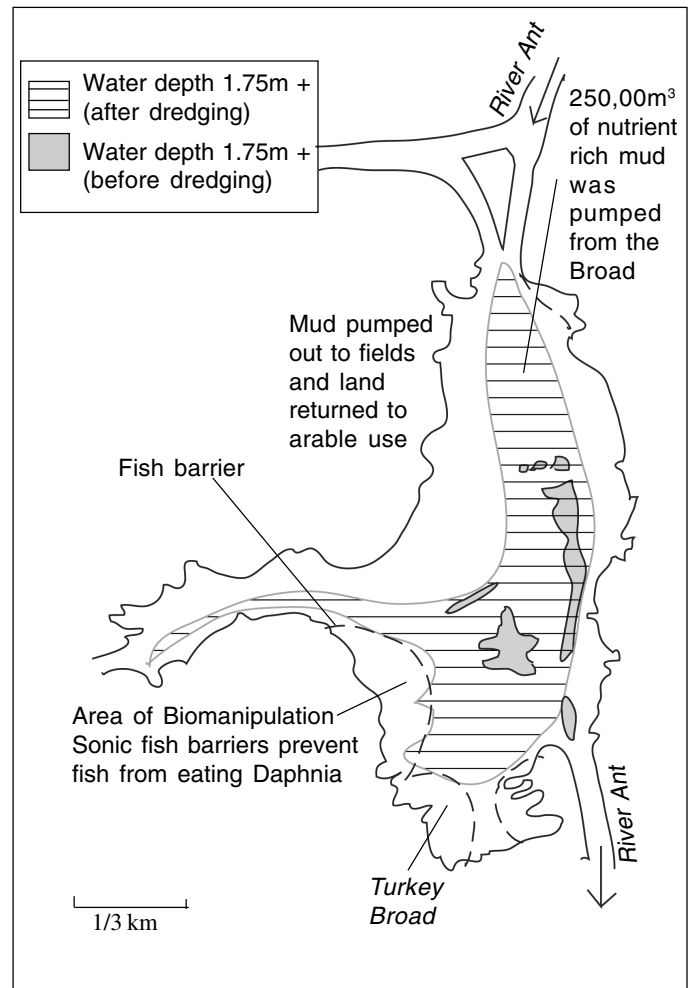 Water depth 1.75m +
(after dredging)
Water depth 1.75m +
(before dredging)
River Ant
250,00m³
of nutrient
rich mud
was
pumped
from the
Broad
Mud pumped
out to fields
and land
returned to
arable use
Fish barrier
Area of Biomanipulation
Sonic fish barriers prevent
fish from eating Daphnia
River Ant
Turkey
Broad
1/3 km